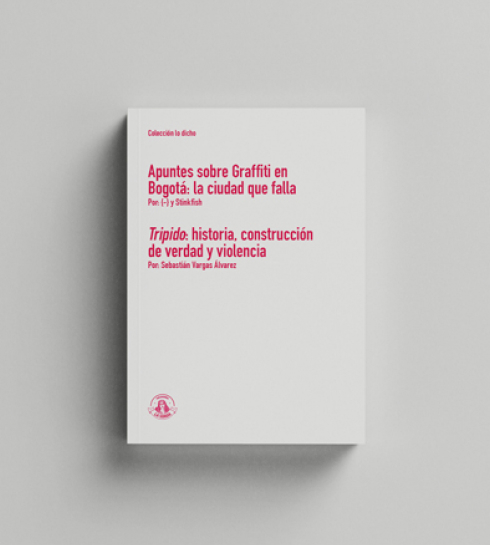 Colección lo dicho
Apuntes sobre Graffiti en
Bogotá: la ciudad que falla
Por: (-) y Stinkfish
Tripido: historia, construcción
de verdad y violencia
Por: Sebastián Vargas Álvarez